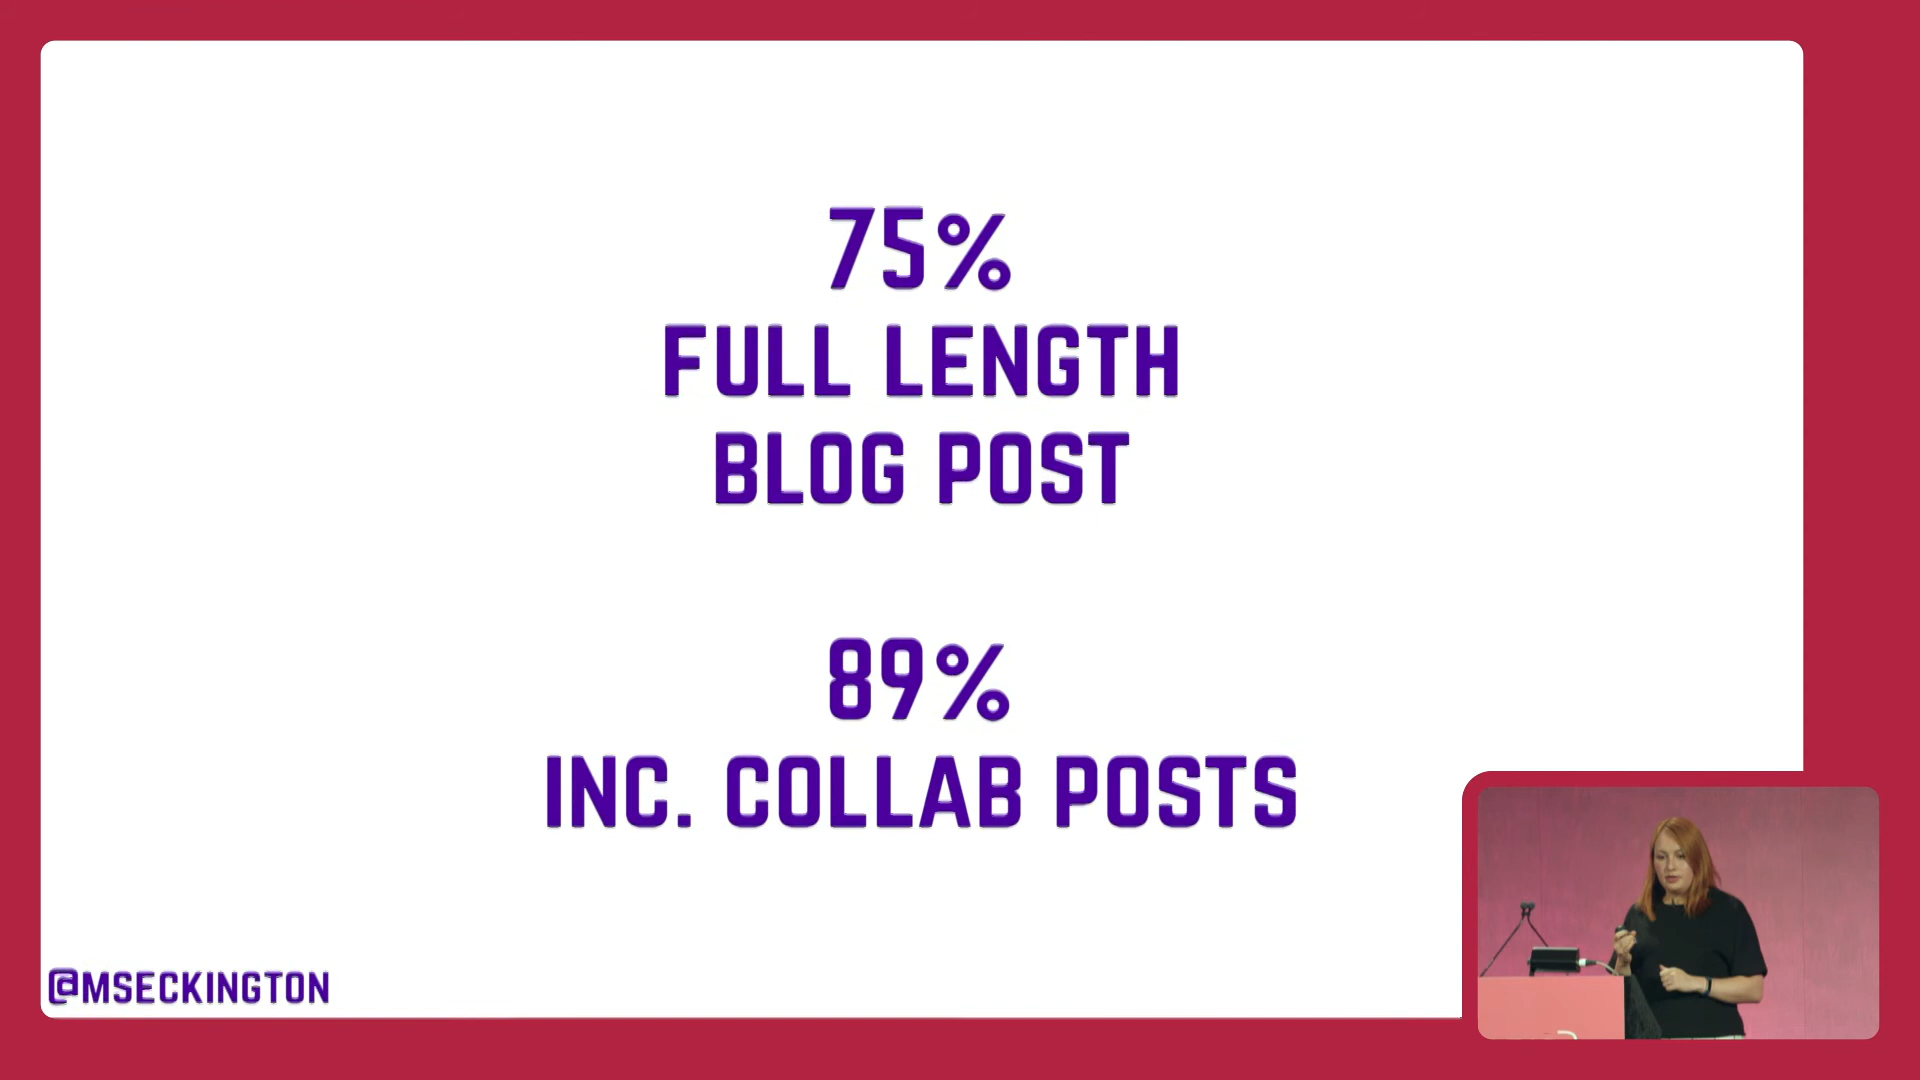 75%
FULL LENGTH
BLOG POST
89%
INC. COLLAB POSTS
@MSECKINGTON